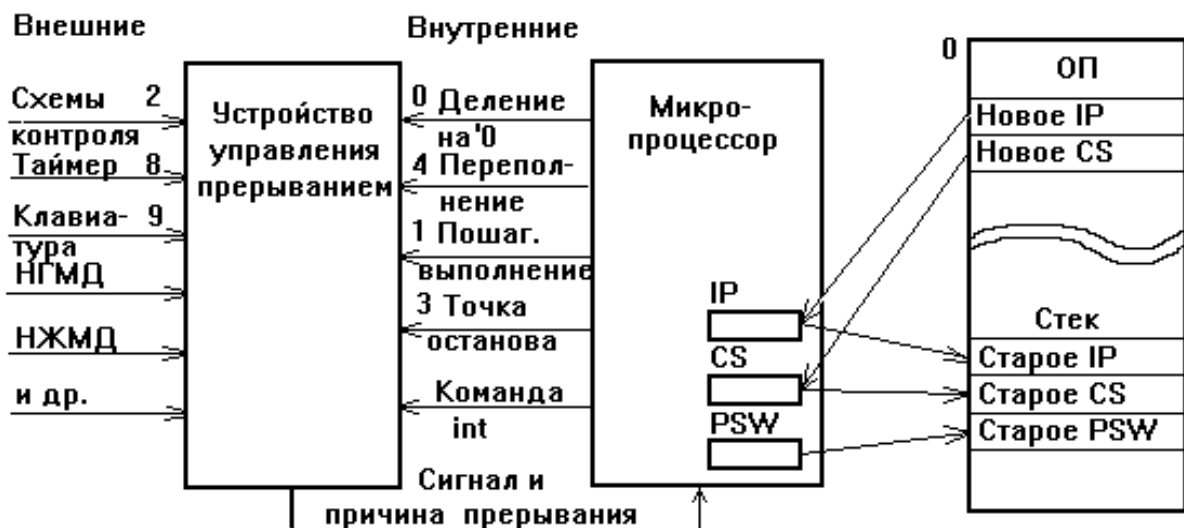 Внешние
Схемы 2
контроля
Таймер 8
Клавиа- 9
тура
НГМД
НЖМД
и др.
Устройство
управления
прерыванием
Внутренние
0 Деление
на'0
4 Перепол-
нение
1 Пошаг.
выполнение
3 Точка
останова
Команда
int
Сигнал и
причина прерывания
Микро-
процессор
IP
CS
PSW
0
ОП
Новое IP
Новое CS
Стек
Старое IP
Старое CS
Старое PSW